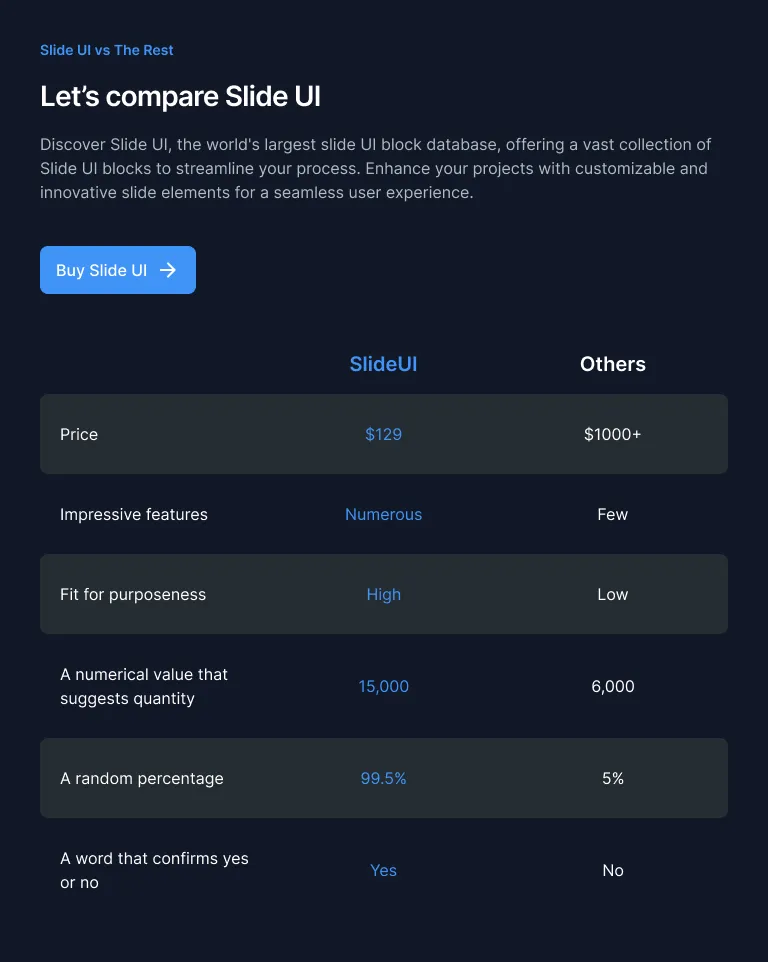 Slide UI vs The Rest
Let’s compare Slide UI
Discover Slide UI, the world's largest slide UI block database, offering a vast collection of
Slide UI blocks to streamline your process. Enhance your projects with customizable and
innovative slide elements for a seamless user experience.
Buy Slide UI
SlideUI Others
Price $129 $1000+
Impressive features Numerous Few
Fit for purposeness High Low
A numerical value that
suggests quantity
15,000 6,000
A random percentage 99.5% 5%
A word that confirms yes
or no
Yes No